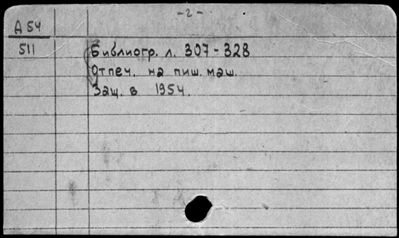 -2-
А 54
511
Библиогр. л. 307-328
Отпеч. на пиш. маш.
Защ. в 1954.